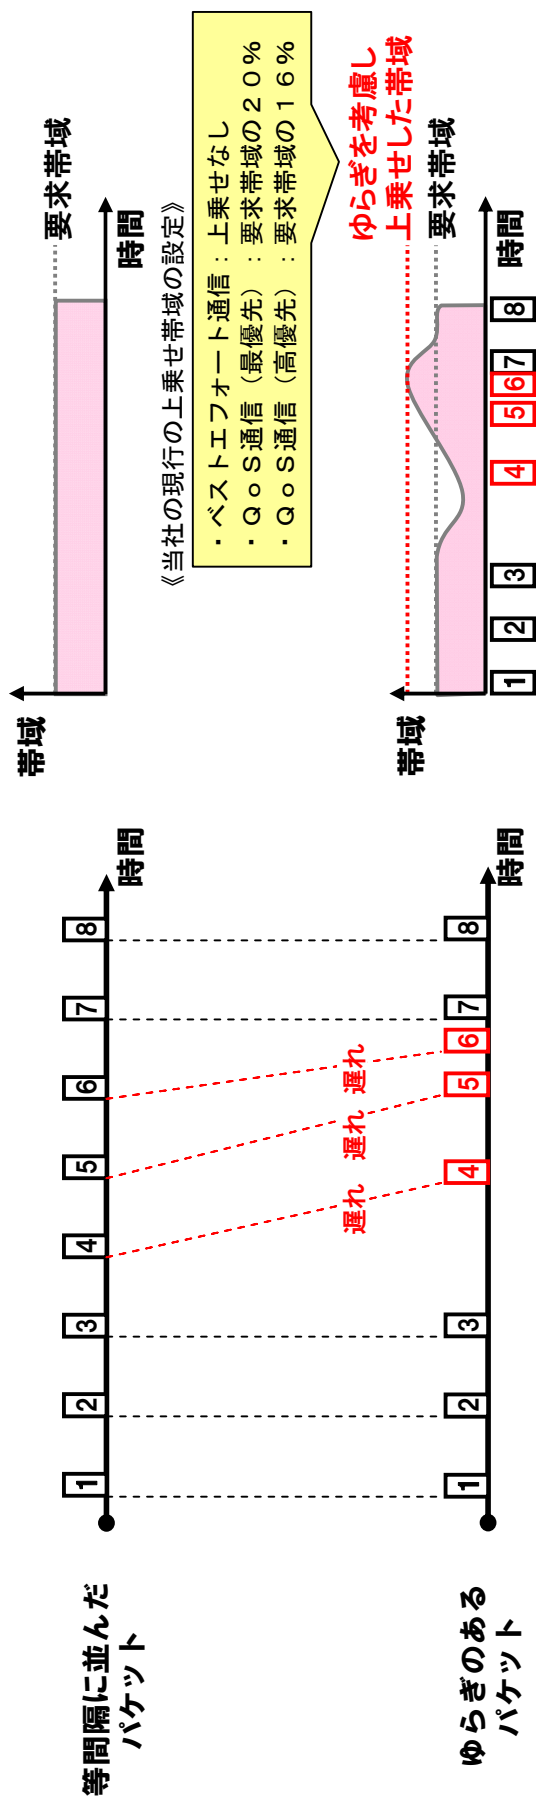 等間隔に並んだ
パケット
1 2 3 4 5 6 7 8
時間
帯域
要求帯域
時間
《当社の現行の上乗せ帯域の設定》
・ベストエフォート通信：上乗せなし
・ＱｏＳ通信（最優先）：要求帯域の２０％
・ＱｏＳ通信（高優先）：要求帯域の１６％
遅れ 遅れ 遅れ
ゆらぎのある
パケット
1 2 3 4 5 6 7 8
時間
帯域
ゆらぎを考慮し
上乗せした帯域
要求帯域
時間
1 2 3 4 5 6 7 8